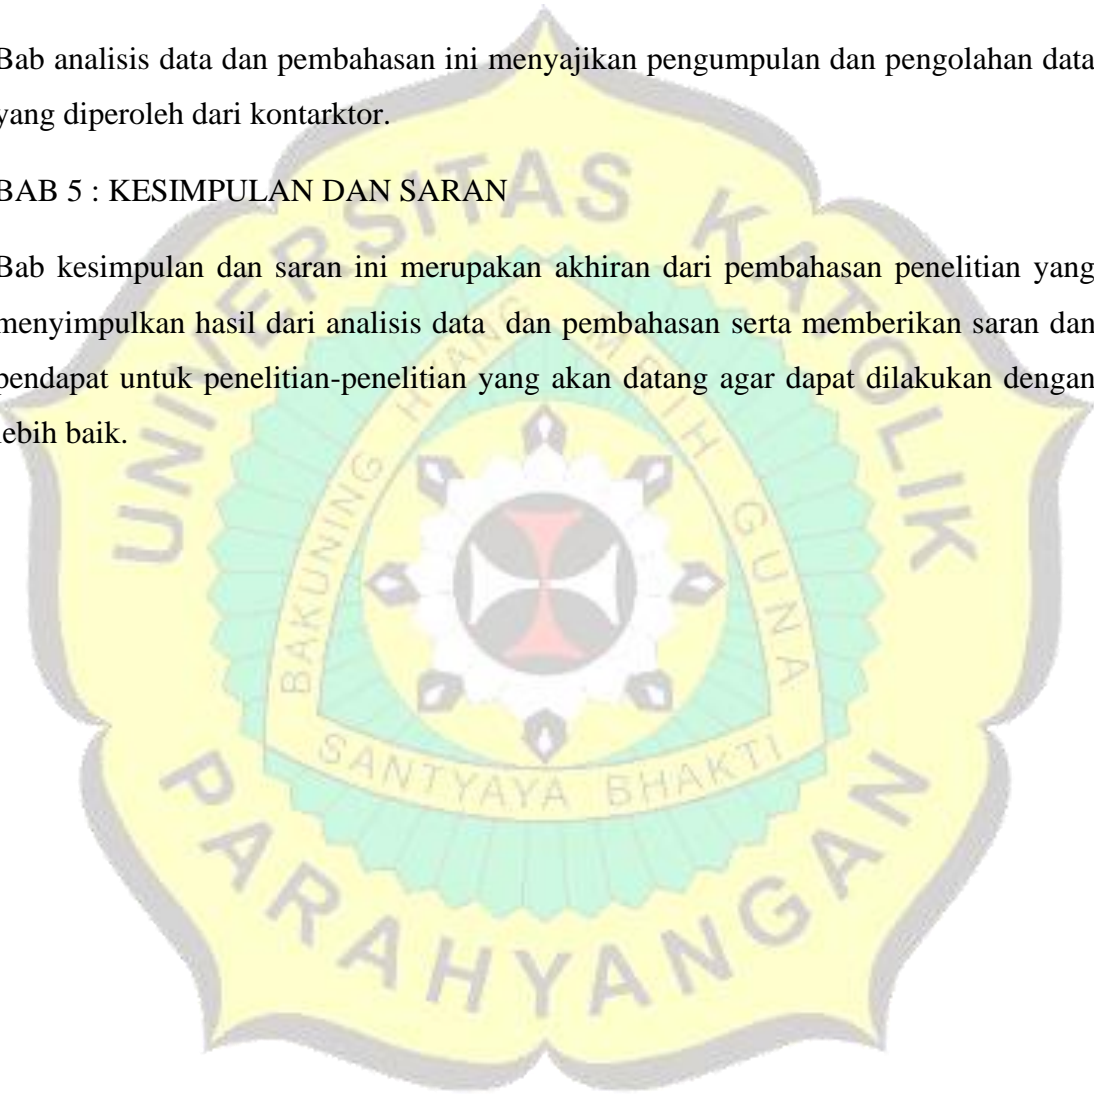 Bab analisis data dan pembahasan ini menyajikan pengumpulan dan pengolahan data
yang diperoleh dari kontarktor.
BAB 5 : KESIMPULAN DAN SARAN
Bab kesimpulan dan saran ini merupakan akhiran dari pembahasan penelitian yang
menyimpulkan hasil dari analisis data dan pembahasan serta memberikan saran dan
pendapat untuk penelitian-penelitian yang akan datang agar dapat dilakukan dengan
lebih baik.
UNIVERSITAS KATOLIK
PARAHYANGAN
BAKUNING HYANG MRIH GUNA
SANTYAYA BHAKTI